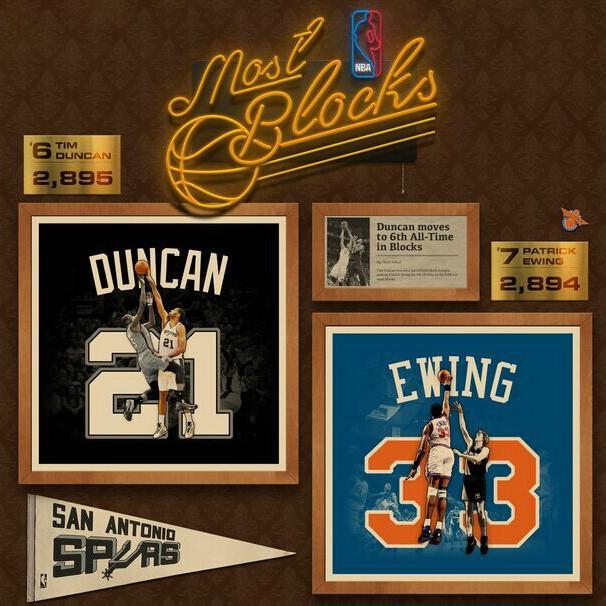 Most
Blocks
NBA
#6 TIM
DUNCAN
2,895
DUNCAN
21
21
Duncan moves
to 6th All-Time
in Blocks
#7 PATRICK
EWING
2,894
EWING
33
SAN ANTONIO
SPURS